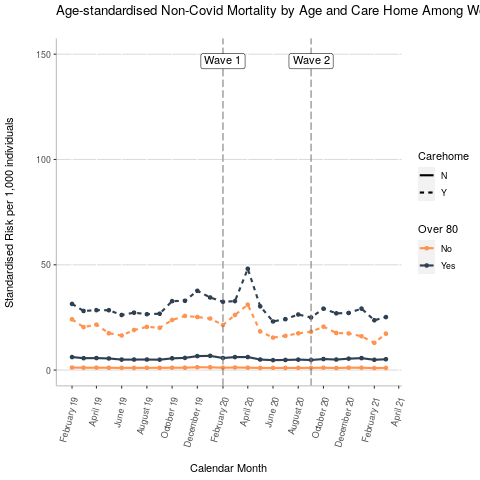 Age-standardised Non-Covid Mortality by Age and Care Home Among
150
100
50
0
Standardised Risk per 1,000 individuals
Wave 1
Wave 2
February 19
April 19
June 19
August 19
October 19
December 19
February 20
April 20
June 20
August 20
October 20
December 20
February 21
April 21
Calendar Month
Carehome
N
Y
Over 80
No
Yes